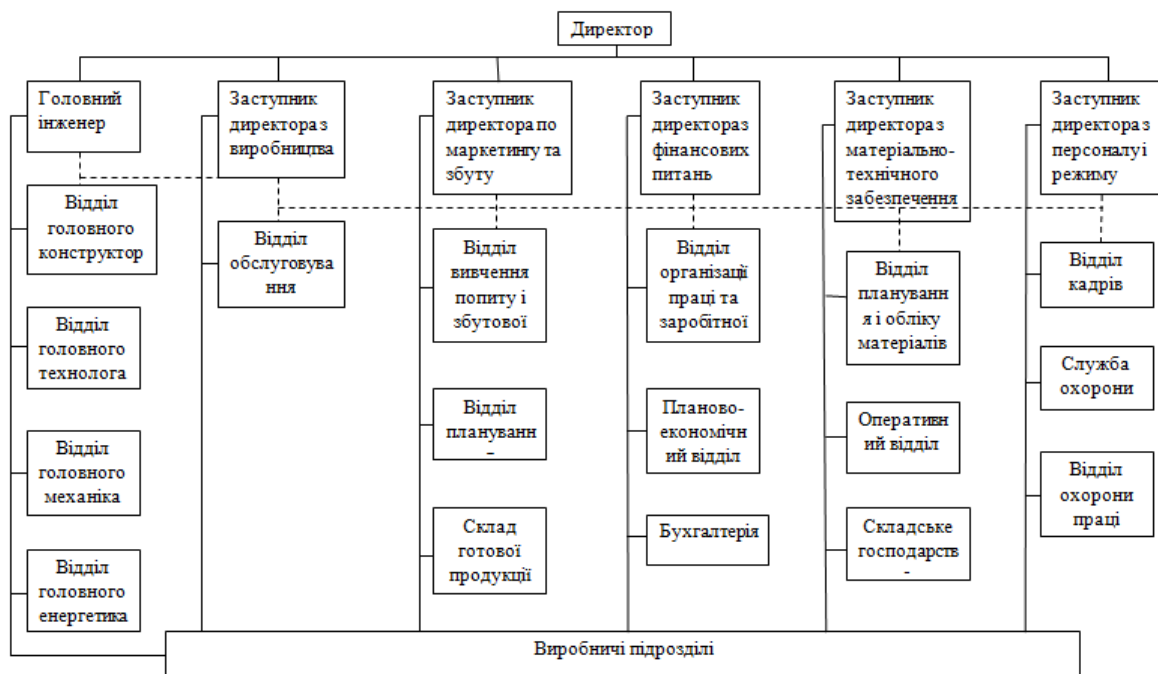 Директор
Головний
інженер
Заступник
директора з
виробництва
Заступник
директора по
маркетингу та
збуту
Заступник
директора з
фінансових
питань
Заступник
директора з
матеріально-
технічного
забезпечення
Заступник
директора з
персоналу і
режиму
Відділ
головного
конструктор
Відділ
обслуговува
ння
Відділ
вивчення
попиту і
збутової
Відділ
організації
праці та
заробітної
Відділ
плануванн
я і обліку
матеріалів
Відділ
кадрів
Відділ
головного
технолога
Відділ
плануванн
Планово-
економічн
ий відділ
Оперативн
ий відділ
Служба
охорони
Відділ
головного
механіка
Склад
готової
продукції
Бухгалтерія
Складське
господарств
Відділ
охорони
праці
Відділ
головного
енергетика
Виробничі підрозділі